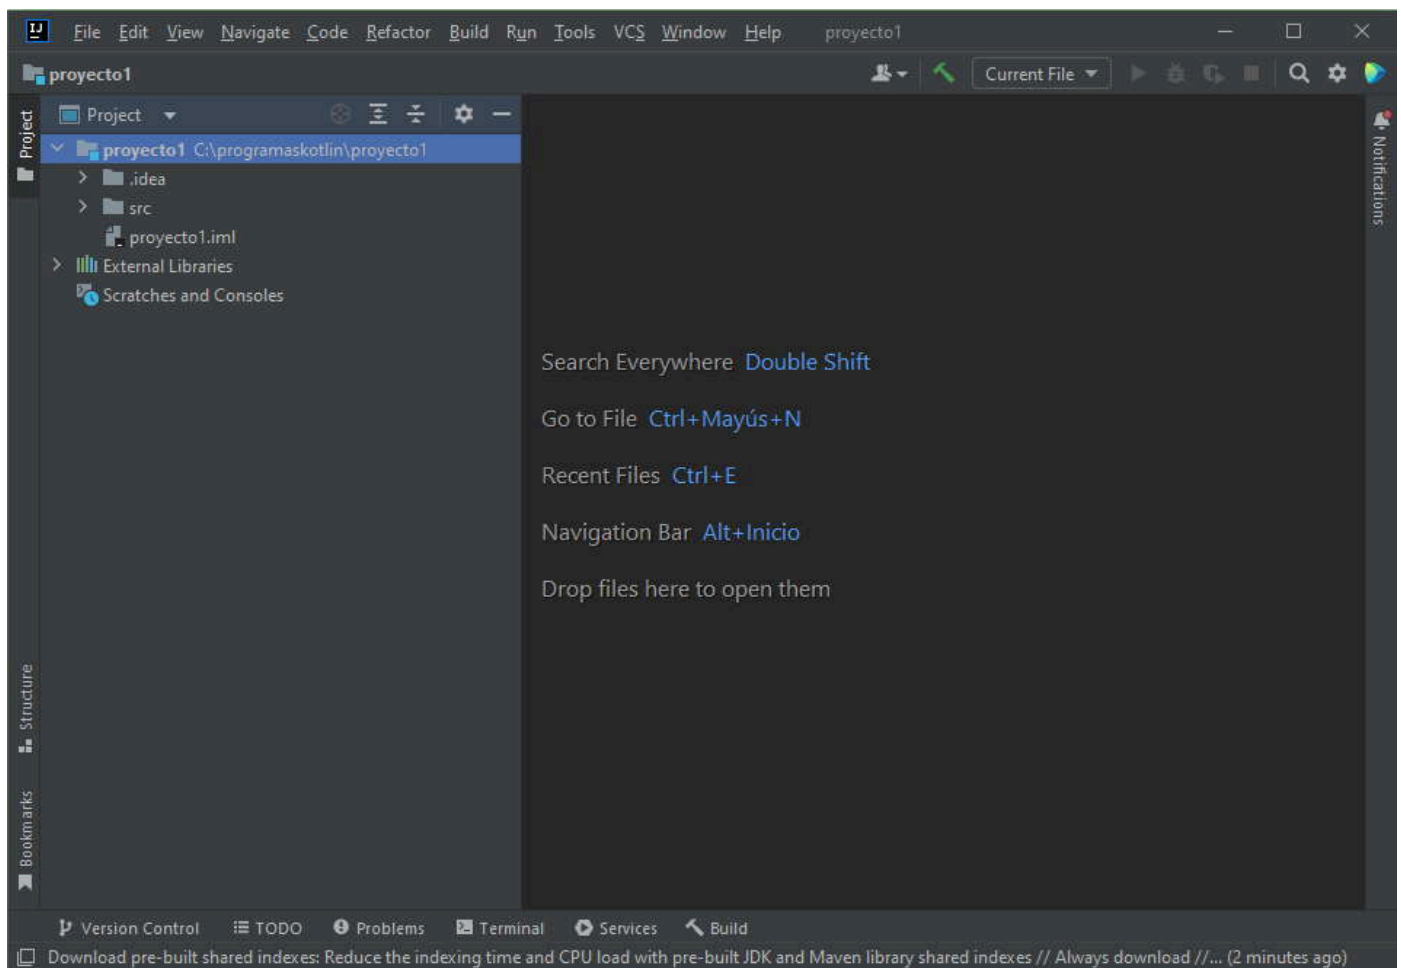 IJ File Edit View Navigate Code Refactor Build Run Tools VCS Window Help proyecto1
proyecto1 Current File
Project
Project
proyecto1 C:\programaskotlin\proyecto1
.idea
src
proyecto1.iml
External Libraries
Scratches and Consoles
Search Everywhere Double Shift
Go to File Ctrl+Mayús+N
Recent Files Ctrl+E
Navigation Bar Alt+Inicio
Drop files here to open them
Notifications
Structure
Bookmarks
Version Control TODO Problems Terminal Services Build
Download pre-built shared indexes: Reduce the indexing time and CPU load with pre-built JDK and Maven library shared indexes // Always download //... (2 minutes ago)